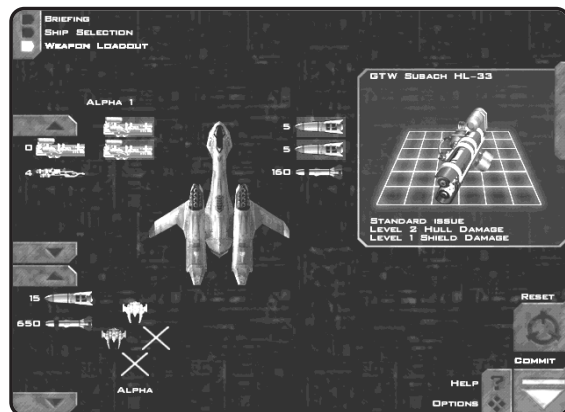 BRIEFING
SHIP SELECTION
WEAPON LOADOUT
ALPHA 1
GTW SUBACH HL-33
0
4
5
5
160
STANDARD ISSUE
LEVEL 2 HULL DAMAGE
LEVEL 1 SHIELD DAMAGE
15
650
ALPHA
RESET
COMMIT
HELP
?
OPTIONS